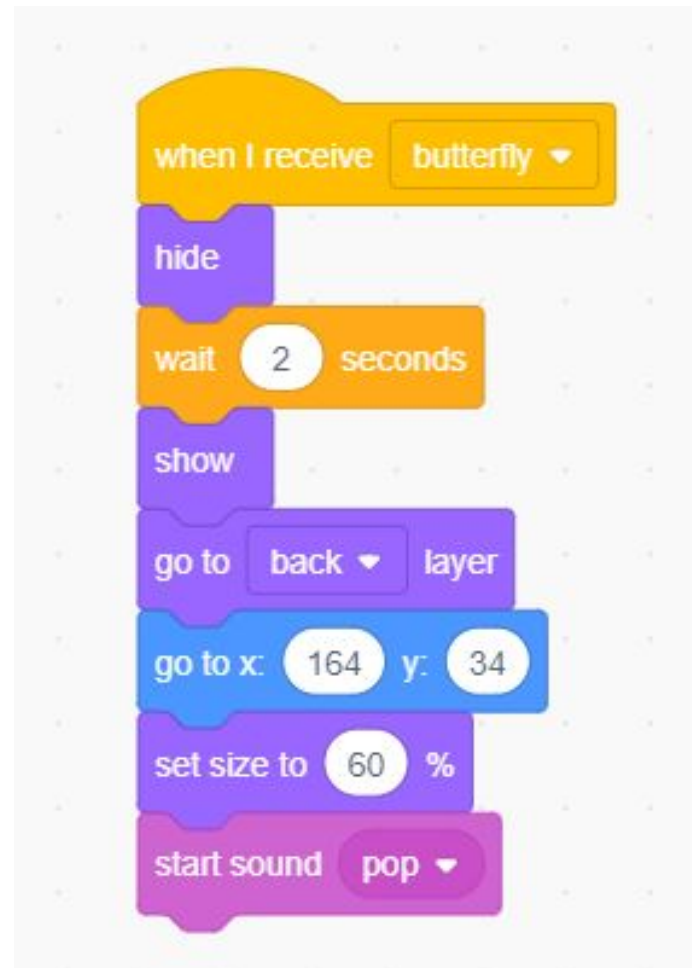 when I receive butterfly
hide
wait 2 seconds
show
go to back layer
go to x: 164 y: 34
set size to 60 %
start sound pop